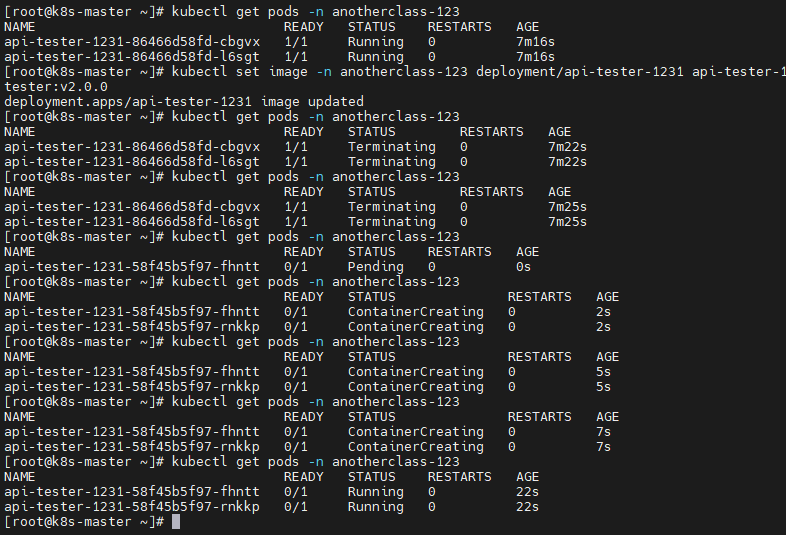 [root@k8s-master ~]# kubectl get pods -n anotherclass-123
NAME                               READY   STATUS    RESTARTS   AGE
api-tester-1231-86466d58fd-cbgvx   1/1     Running   0          7m16s
api-tester-1231-86466d58fd-l6sgt   1/1     Running   0          7m16s
[root@k8s-master ~]# kubectl set image -n anotherclass-123 deployment/api-tester-1231 api-tester-1
tester:v2.0.0
deployment.apps/api-tester-1231 image updated
[root@k8s-master ~]# kubectl get pods -n anotherclass-123
NAME                               READY   STATUS        RESTARTS   AGE
api-tester-1231-86466d58fd-cbgvx   1/1     Terminating   0          7m22s
api-tester-1231-86466d58fd-l6sgt   1/1     Terminating   0          7m22s
[root@k8s-master ~]# kubectl get pods -n anotherclass-123
NAME                               READY   STATUS        RESTARTS   AGE
api-tester-1231-86466d58fd-cbgvx   1/1     Terminating   0          7m25s
api-tester-1231-86466d58fd-l6sgt   1/1     Terminating   0          7m25s
[root@k8s-master ~]# kubectl get pods -n anotherclass-123
NAME                               READY   STATUS    RESTARTS   AGE
api-tester-1231-58f45b5f97-fhntt   0/1     Pending   0          0s
[root@k8s-master ~]# kubectl get pods -n anotherclass-123
NAME                               READY   STATUS              RESTARTS   AGE
api-tester-1231-58f45b5f97-fhntt   0/1     ContainerCreating   0          2s
api-tester-1231-58f45b5f97-rnkkp   0/1     ContainerCreating   0          2s
[root@k8s-master ~]# kubectl get pods -n anotherclass-123
NAME                               READY   STATUS              RESTARTS   AGE
api-tester-1231-58f45b5f97-fhntt   0/1     ContainerCreating   0          5s
api-tester-1231-58f45b5f97-rnkkp   0/1     ContainerCreating   0          5s
[root@k8s-master ~]# kubectl get pods -n anotherclass-123
NAME                               READY   STATUS              RESTARTS   AGE
api-tester-1231-58f45b5f97-fhntt   0/1     ContainerCreating   0          7s
api-tester-1231-58f45b5f97-rnkkp   0/1     ContainerCreating   0          7s
[root@k8s-master ~]# kubectl get pods -n anotherclass-123
NAME                               READY   STATUS    RESTARTS   AGE
api-tester-1231-58f45b5f97-fhntt   0/1     Running   0          22s
api-tester-1231-58f45b5f97-rnkkp   0/1     Running   0          22s
[root@k8s-master ~]#